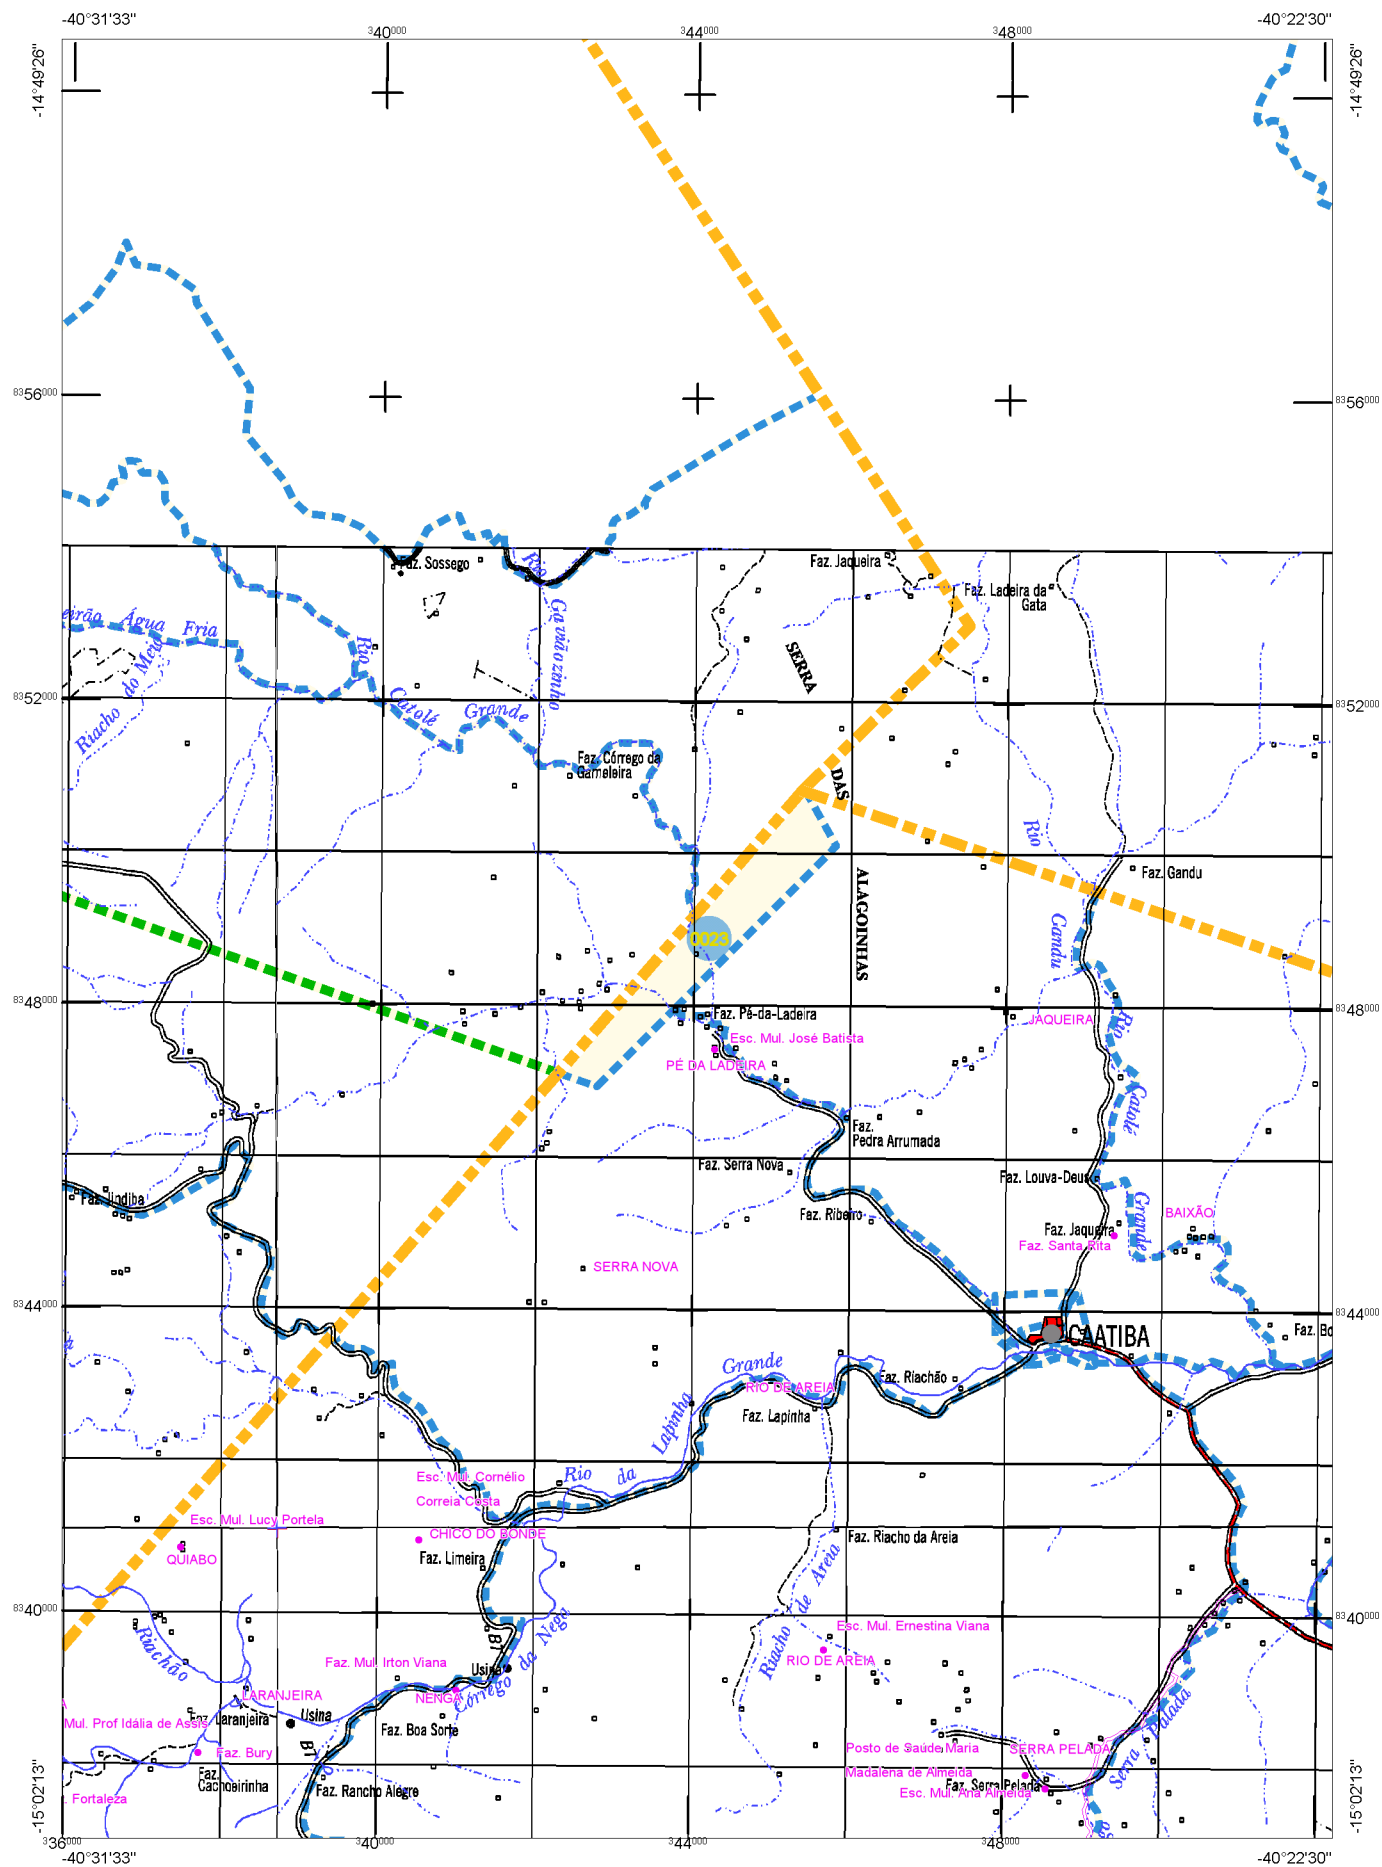 -40°31'33"
-40°22'30"
340000
344000
348000
-14°49'26"
-14°49'26"
8356000
8356000
Faz. Jaqueira
Sossego
Rio
Faz. Ladeira da
Gata
Gaviãozinho
eirão Água Fria
Rio
Riacho do Meio
SERRA
8352000
8352000
Catolé Grande
Faz. Córrego da
Gameleira
DAS
Rio
Faz. Gandu
ALAGOINHAS
Gandu
0023
8348000
8348000
Faz. Pé-da-Ladeira
JAQUEIRA
Rio
Esc. Mul. José Batista
PÉ DA LADEIRA
Catolé
Faz.
Pedra Arrumada
Faz. Serra Nova
Faz. Louva-Deus
Faz. Jindiba
Grande
Faz. Ribeiro
BAIXÃO
Faz. Jaqueira
Faz. Santa Rita
SERRA NOVA
8344000
8344000
CAATIBA
Faz. Bo
Grande
Faz. Riachão
RIO DE AREIA
Lapinha
Faz. Lapinha
Rio da
Esc. Mul. Cornélio
Correia Costa
Esc. Mul. Lucy Portela
CHICO DO BONDE
Faz. Riacho da Areia
QUIABO
Faz. Limeira
8340000
8340000
Riacho de Areia
Esc. Mul. Ernestina Viana
Riachão
RIO DE AREIA
Faz. Mul. Irton Viana
Usina
Córrego da Nega
LARANJEIRA
NENGA
Serra Pelada
Mul. Prof Idália de Assis
Faz. Laranjeira
Usina
Faz. Boa Sorte
Posto de Saúde Maria
SERRA PELADA
Faz. Bury
Madalena de Almeida
Faz.
Cachoeirinha
Faz. Serra Pelada
Esc. Mul. Ana Almeida
Faz. Rancho Alegre
. Fortaleza
-15°02'13"
-15°02'13"
336000
340000
344000
348000
-40°31'33"
-40°22'30"